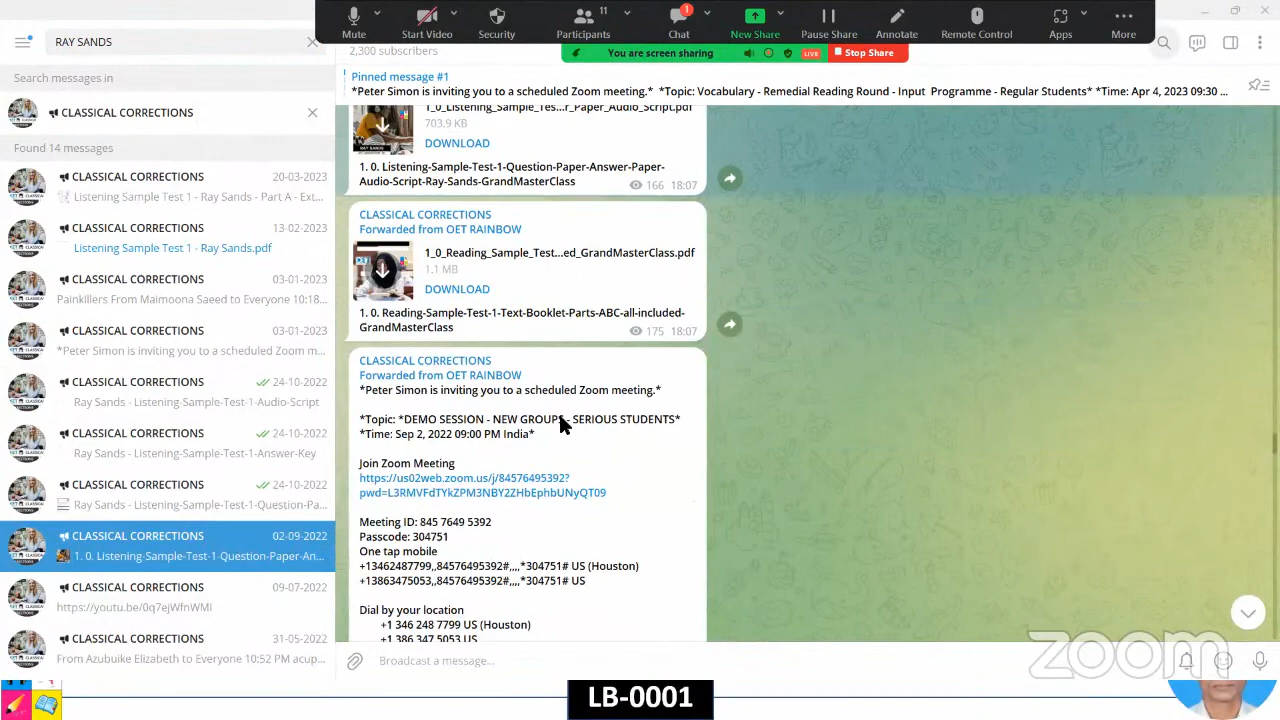 11
1
Mute
Start Video
Security
Participants
Chat
New Share
Pause Share
Annotate
Remote Control
Apps
More
You are screen sharing
LIVE
Stop Share
RAY SANDS
Search messages in
CLASSICAL CORRECTIONS
Found 14 messages
CLASSICAL CORRECTIONS 20-03-2023
Listening Sample Test 1 - Ray Sands - Part A - Ext...
CLASSICAL CORRECTIONS 13-02-2023
Listening Sample Test 1 - Ray Sands.pdf
CLASSICAL CORRECTIONS 03-01-2023
Painkillers From Maimoona Saeed to Everyone 10:18...
CLASSICAL CORRECTIONS 03-01-2023
*Peter Simon is inviting you to a scheduled Zoom m...
CLASSICAL CORRECTIONS 24-10-2022
Ray Sands - Listening-Sample-Test-1-Audio-Script
CLASSICAL CORRECTIONS 24-10-2022
Ray Sands - Listening-Sample-Test-1-Answer-Key
CLASSICAL CORRECTIONS 24-10-2022
Ray Sands - Listening-Sample-Test-1-Question-Pa...
CLASSICAL CORRECTIONS 02-09-2022
1. 0. Listening-Sample-Test-1-Question-Paper-An...
CLASSICAL CORRECTIONS 09-07-2022
https://youtu.be/0q7ejWfnWMI
CLASSICAL CORRECTIONS 31-05-2022
From Azubuike Elizabeth to Everyone 10:52 PM acup...
2,300 subscribers
Pinned message #1
*Peter Simon is inviting you to a scheduled Zoom meeting.* *Topic: Vocabulary - Remedial Reading Round - Input Programme - Regular Students* *Time: Apr 4, 2023 09:30 ...
1_0_Listening_Sample_Tes...r_Paper_Audio_Script.pdf
703.9 KB
DOWNLOAD
RAY SANDS
1. 0. Listening-Sample-Test-1-Question-Paper-Answer-Paper-
Audio-Script-Ray-Sands-GrandMasterClass
166 18:07
CLASSICAL CORRECTIONS
Forwarded from OET RAINBOW
1_0_Reading_Sample_Test...ed_GrandMasterClass.pdf
1.1 MB
DOWNLOAD
1. 0. Reading-Sample-Test-1-Text-Booklet-Parts-ABC-all-included-
GrandMasterClass
175 18:07
CLASSICAL CORRECTIONS
Forwarded from OET RAINBOW
*Peter Simon is inviting you to a scheduled Zoom meeting.*
*Topic: *DEMO SESSION - NEW GROUPS - SERIOUS STUDENTS*
*Time: Sep 2, 2022 09:00 PM India*
Join Zoom Meeting
https://us02web.zoom.us/j/84576495392?
pwd=L3RMVFdTYkZPM3NBY2ZHbEphbUNyQT09
Meeting ID: 845 7649 5392
Passcode: 304751
One tap mobile
+13462487799,,84576495392#,,,,*304751# US (Houston)
+13863475053,,84576495392#,,,,*304751# US
Dial by your location
+1 346 248 7799 US (Houston)
+1 386 347 5053 US
Broadcast a message...
zoom
LB-0001